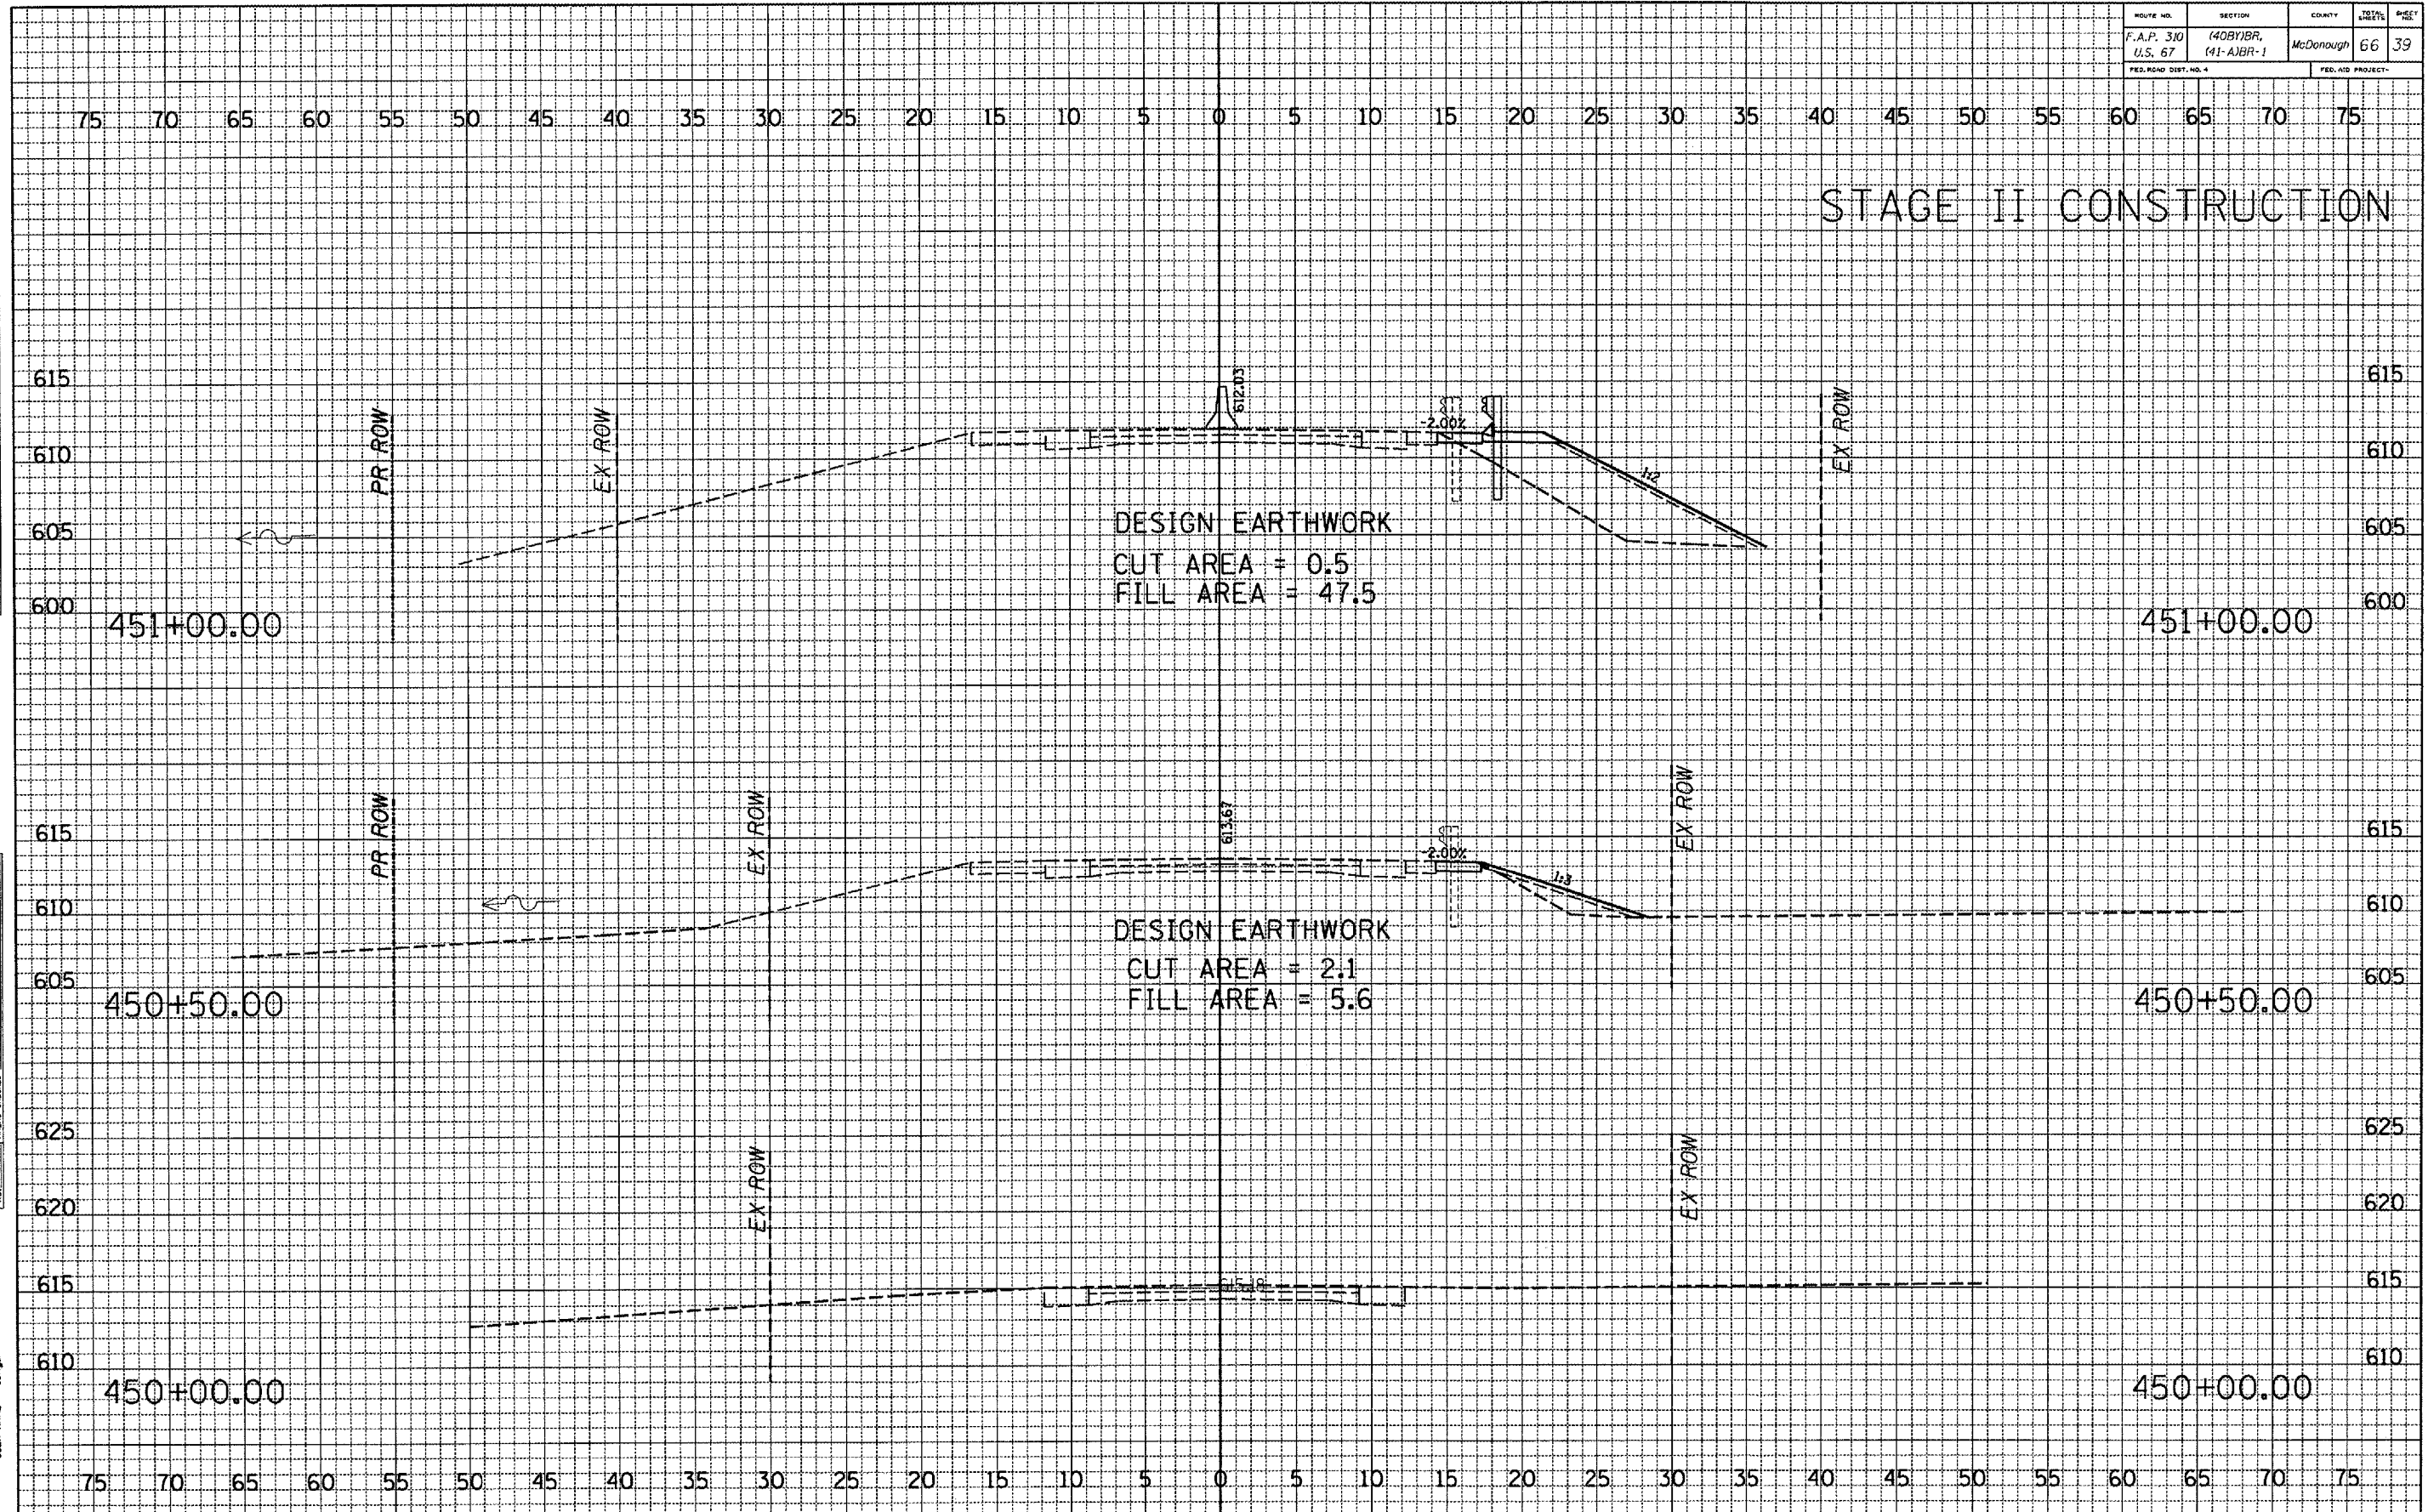 ROUTE NO. SECTION COUNTY TOTAL SHEETS SHEET NO.
F.A.P. 310 U.S. 67 (40BY)BR, (41-A)BR-1 McDonough 66 39
FED. ROAD DIST. NO. 4 FED. AID PROJECT-
75 70 65 60 55 50 45 40 35 30 25 20 15 10 5 0 5 10 15 20 25 30 35 40 45 50 55 60 65 70 75
STAGE II CONSTRUCTION
615 612.03 615
PR ROW EX ROW -2.00% EX ROW
610 1:2 610
605 DESIGN EARTHWORK 605
CUT AREA = 0.5
FILL AREA = 47.5
600 600
451+00.00 451+00.00
PR ROW EX ROW 613.67 EX ROW
615 -2.00% 615
1:3
610 610
DESIGN EARTHWORK
CUT AREA = 2.1
605 605
FILL AREA = 5.6
450+50.00 450+50.00
625 625
EX ROW EX ROW
620 620
615 615.18 615
610 610
450+00.00 450+00.00
75 70 65 60 55 50 45 40 35 30 25 20 15 10 5 0 5 10 15 20 25 30 35 40 45 50 55 60 65 70 75